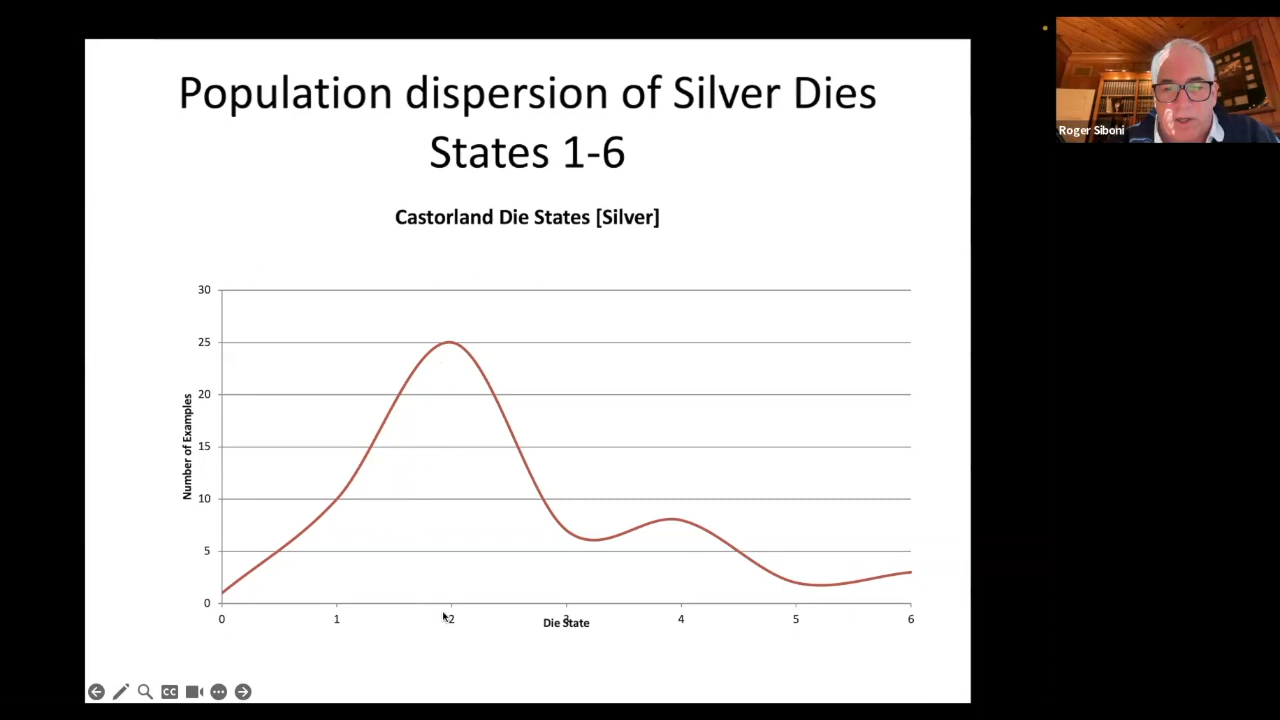 Population dispersion of Silver Dies
States 1-6
Castorland Die States [Silver]
30
25
20
15
10
5
0
Number of Examples
0 1 2 3 4 5 6
Die State
Roger Siboni
CC